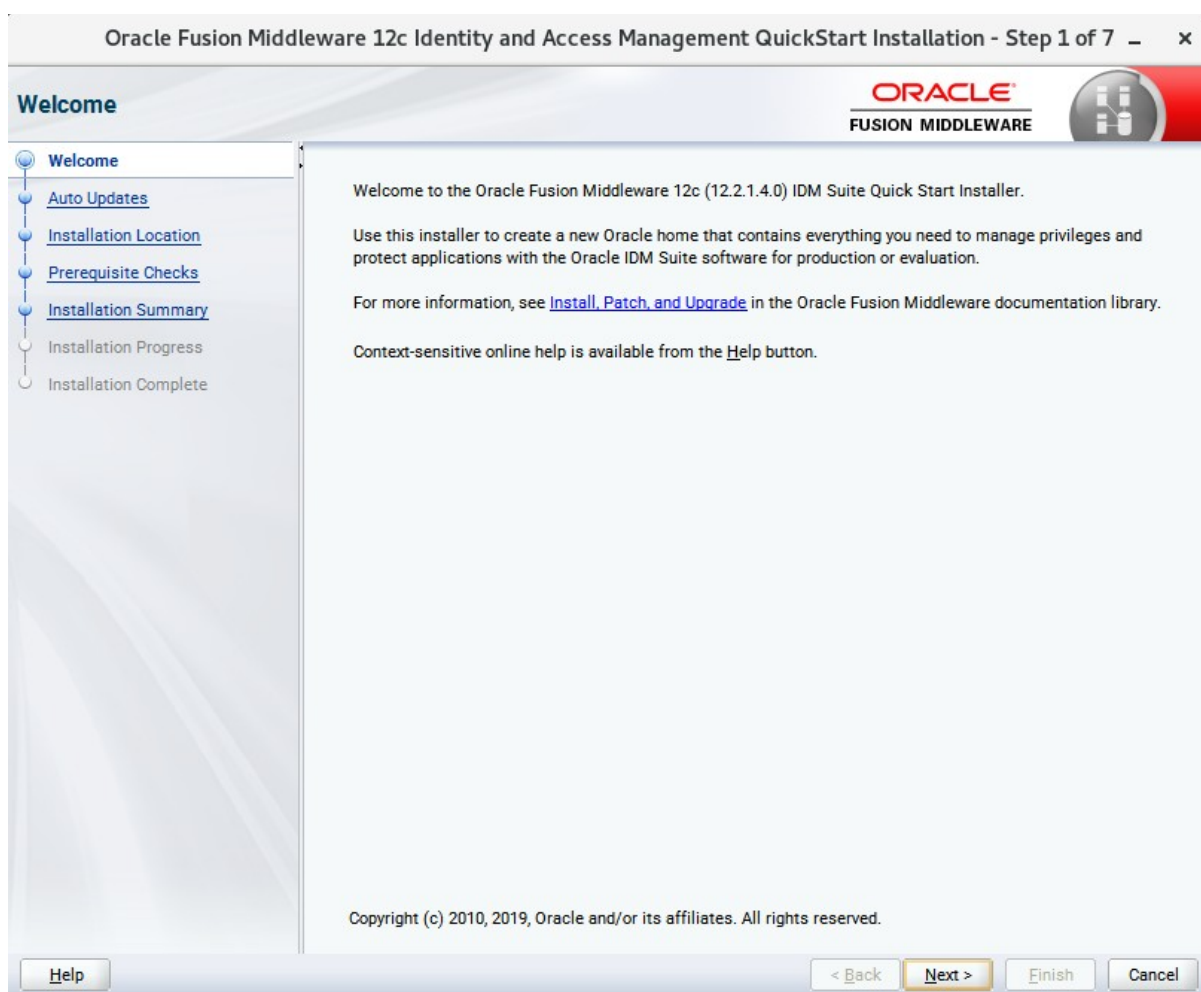 Oracle Fusion Middleware 12c Identity and Access Management QuickStart Installation - Step 1 of 7
Welcome
ORACLE
FUSION MIDDLEWARE
Welcome
Auto Updates
Installation Location
Prerequisite Checks
Installation Summary
Installation Progress
Installation Complete
Welcome to the Oracle Fusion Middleware 12c (12.2.1.4.0) IDM Suite Quick Start Installer.
Use this installer to create a new Oracle home that contains everything you need to manage privileges and
protect applications with the Oracle IDM Suite software for production or evaluation.
For more information, see Install, Patch, and Upgrade in the Oracle Fusion Middleware documentation library.
Context-sensitive online help is available from the Help button.
Copyright (c) 2010, 2019, Oracle and/or its affiliates. All rights reserved.
Help
< Back
Next >
Finish
Cancel